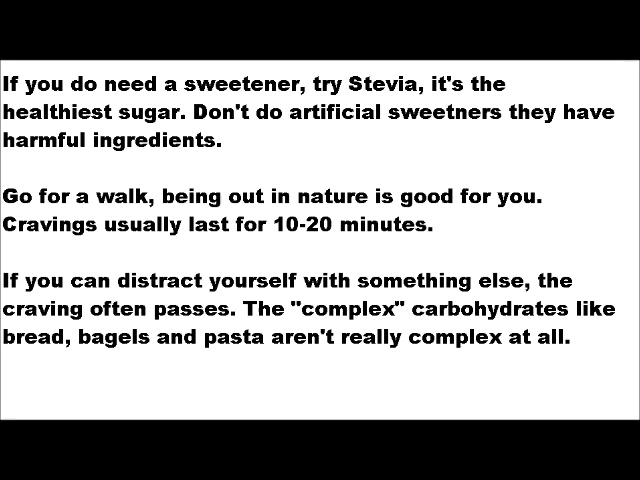 If you do need a sweetener, try Stevia, it's the
healthiest sugar. Don't do artificial sweetners they have
harmful ingredients.
Go for a walk, being out in nature is good for you.
Cravings usually last for 10-20 minutes.
If you can distract yourself with something else, the
craving often passes. The "complex" carbohydrates like
bread, bagels and pasta aren't really complex at all.